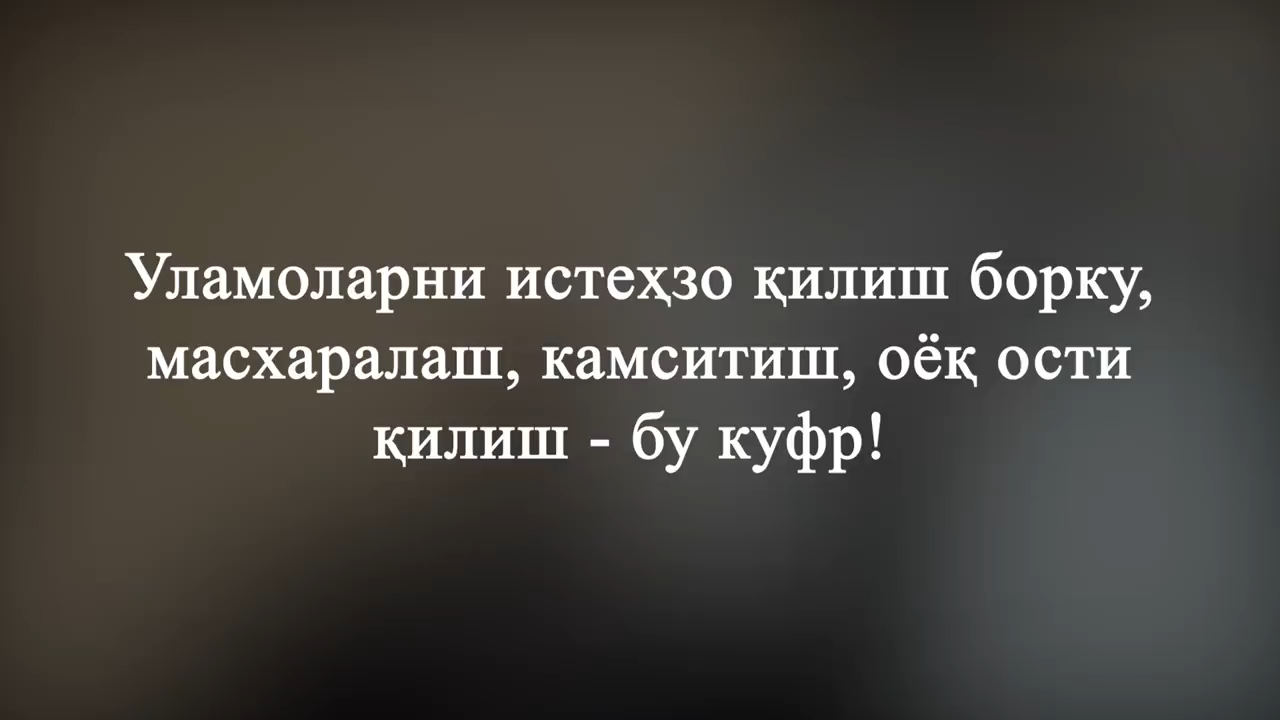 Уламоларни истеҳзо қилиш борку,
масхаралаш, камситиш, оёқ ости
қилиш - бу куфр!